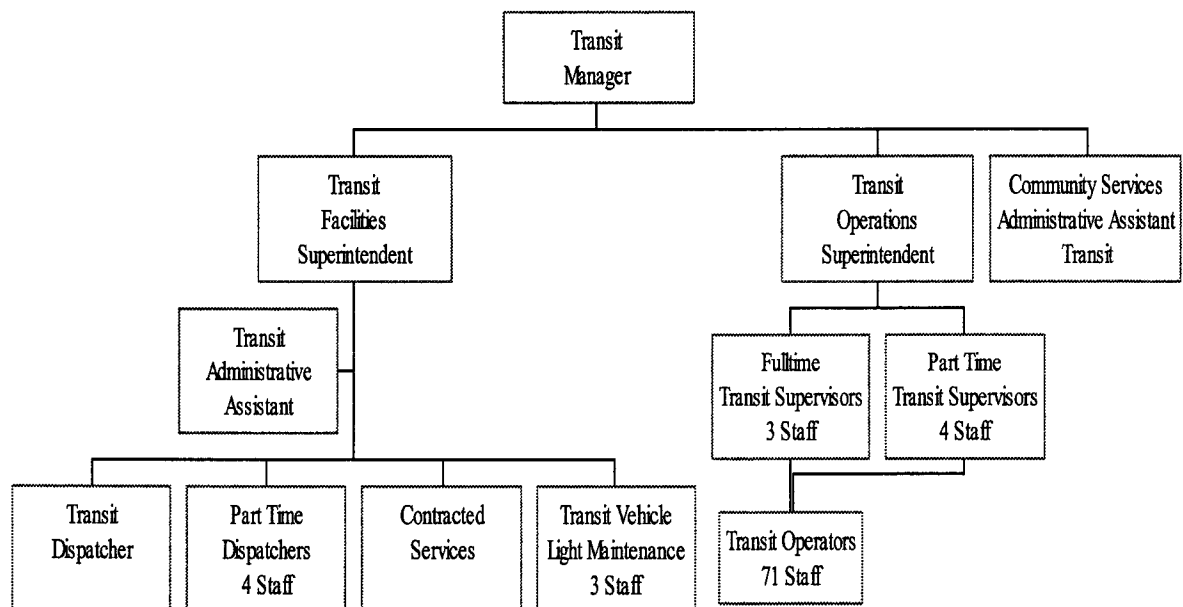 Transit
Manager
Transit
Facilities
Superintendent
Transit
Operations
Superintendent
Community Services
Administrative Assistant
Transit
Transit
Administrative
Assistant
Fulltime
Transit Supervisors
3 Staff
Part Time
Transit Supervisors
4 Staff
Transit
Dispatcher
Part Time
Dispatchers
4 Staff
Contracted
Services
Transit Vehicle
Light Maintenance
3 Staff
Transit Operators
71 Staff